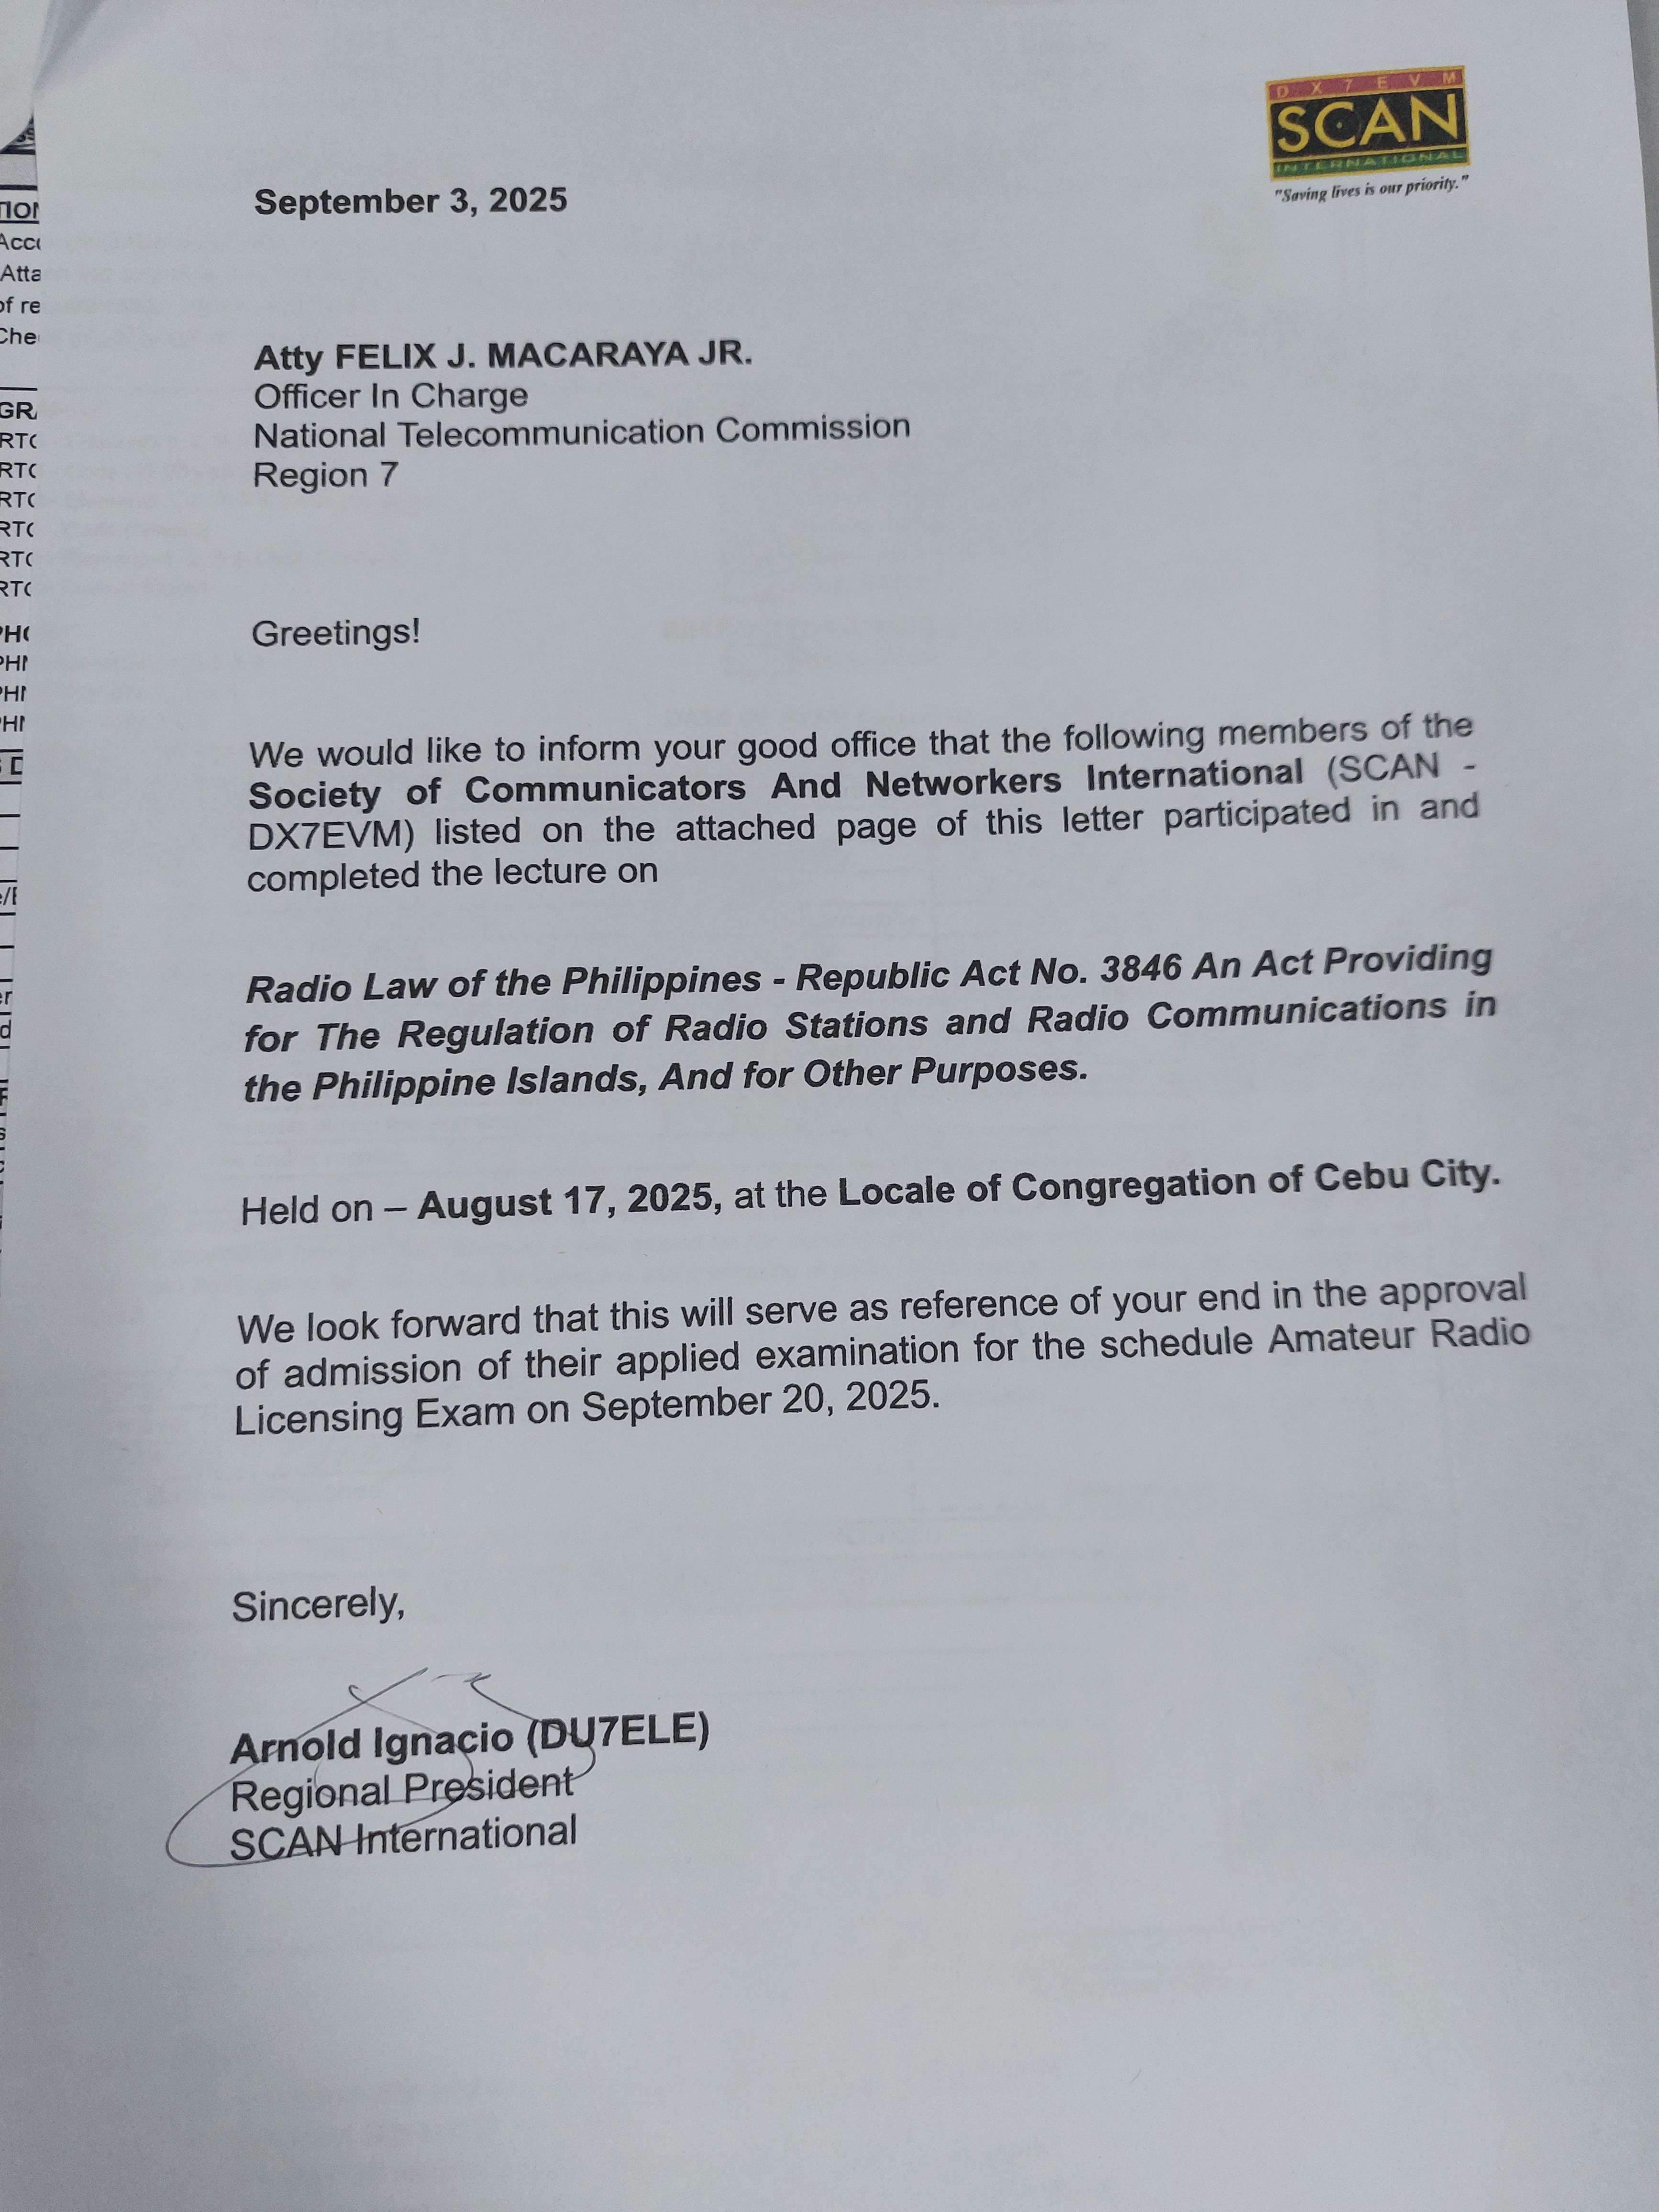 DX7EVM
SCAN
INTERNATIONAL
"Saving lives is our priority."
September 3, 2025
Atty FELIX J. MACARAYA JR.
Officer In Charge
National Telecommunication Commission
Region 7
Greetings!
We would like to inform your good office that the following members of the
Society of Communicators And Networkers International (SCAN -
DX7EVM) listed on the attached page of this letter participated in and
completed the lecture on
Radio Law of the Philippines - Republic Act No. 3846 An Act Providing
for The Regulation of Radio Stations and Radio Communications in
the Philippine Islands, And for Other Purposes.
Held on – August 17, 2025, at the Locale of Congregation of Cebu City.
We look forward that this will serve as reference of your end in the approval
of admission of their applied examination for the schedule Amateur Radio
Licensing Exam on September 20, 2025.
Sincerely,
Arnold Ignacio (DU7ELE)
Regional President
SCAN International